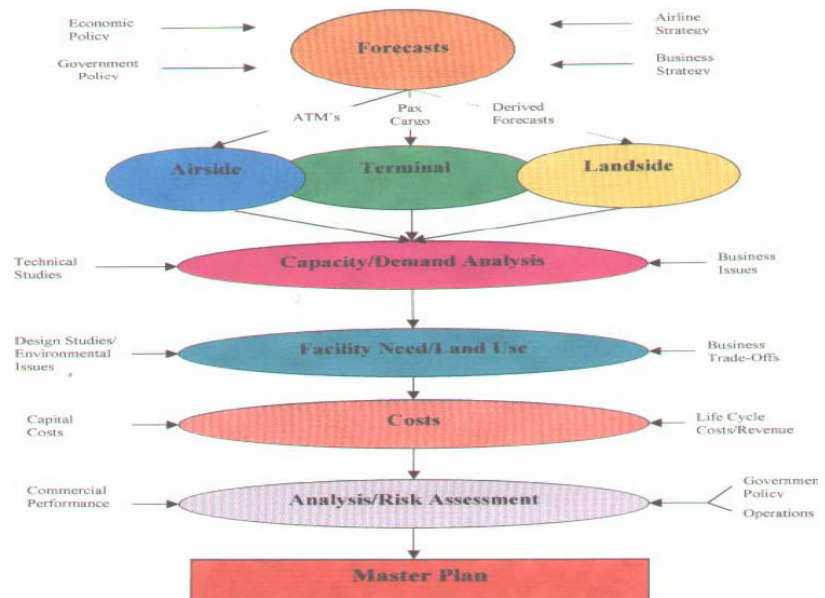 Economic
Policy
Airline
Strategy
Forecasts
Government
Policy
Business
Strategy
ATM's
Pax
Cargo
Derived
Forecasts
Airside
Terminal
Landside
Technical
Studies
Capacity/Demand Analysis
Business
Issues
Design Studies/
Environmental
Issues
Facility Need/Land Use
Business
Trade-Offs
Capital
Costs
Costs
Life Cycle
Costs/Revenue
Commercial
Performance
Analysis/Risk Assessment
Government
Policy
Operations
Master Plan